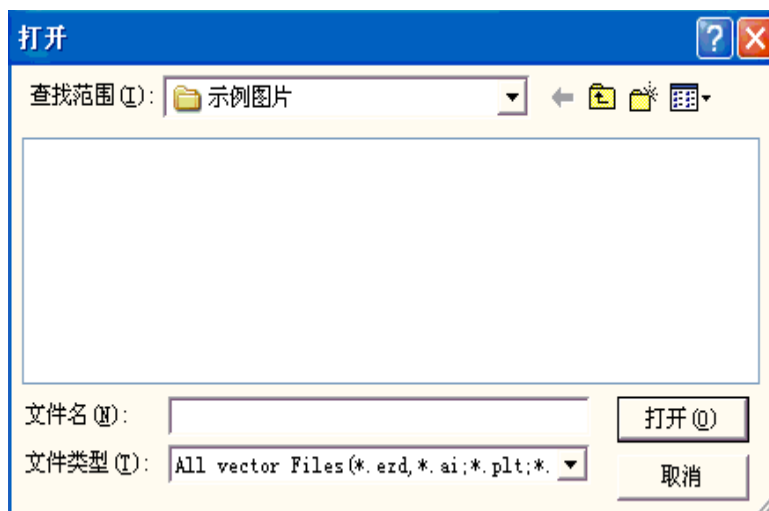 打开
查找范围(I): 示例图片
文件名(N):
打开(O)
文件类型(T): All vector Files(*.ezd,*.ai;*.plt;*.
取消